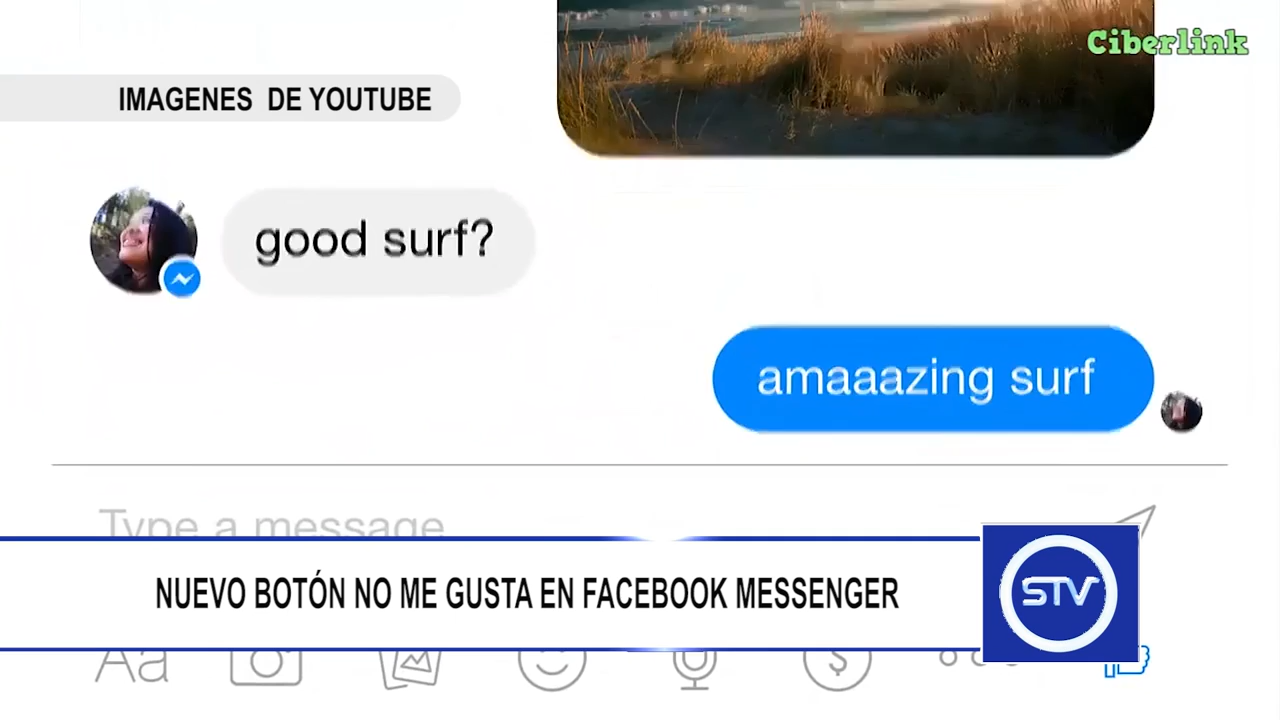 Ciberlink
IMAGENES DE YOUTUBE
good surf?
amaaazing surf
Type a message
NUEVO BOTÓN NO ME GUSTA EN FACEBOOK MESSENGER
STV
Aa
$